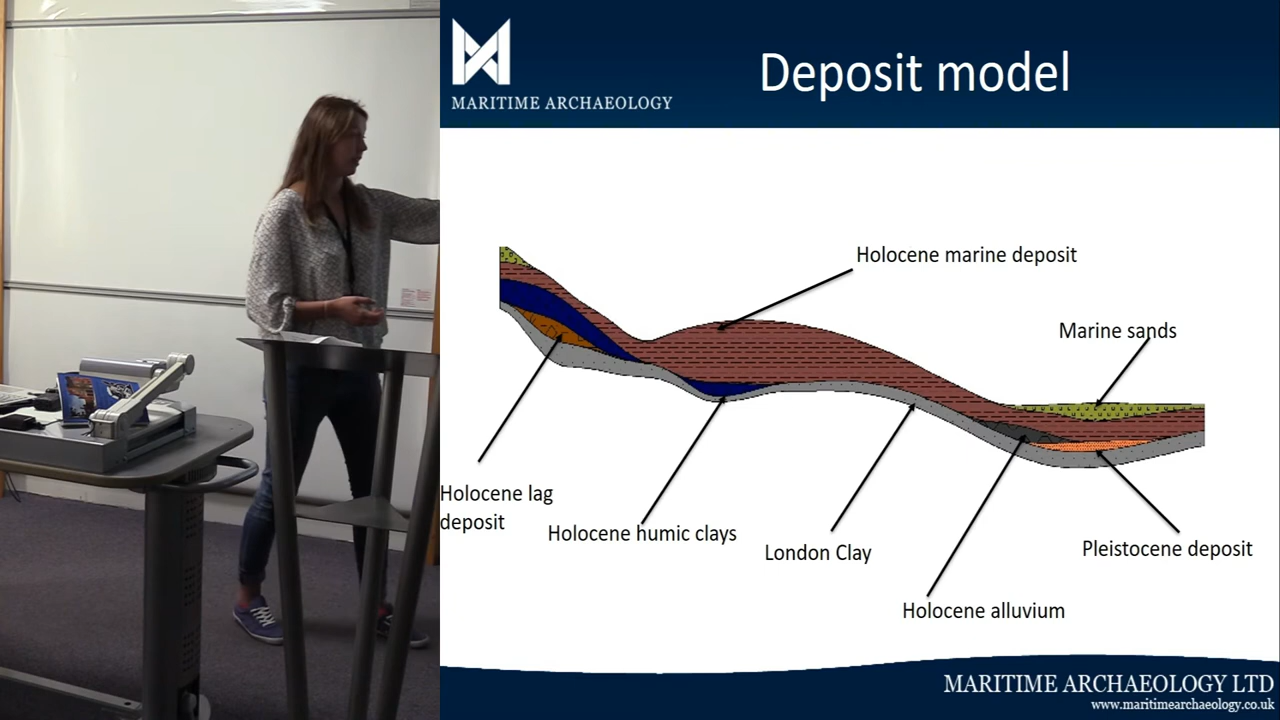 MARITIME ARCHAEOLOGY
Deposit model
Holocene marine deposit
Marine sands
Holocene lag
deposit
Holocene humic clays
London Clay
Pleistocene deposit
Holocene alluvium
MARITIME ARCHAEOLOGY LTD
www.maritimearchaeology.co.uk